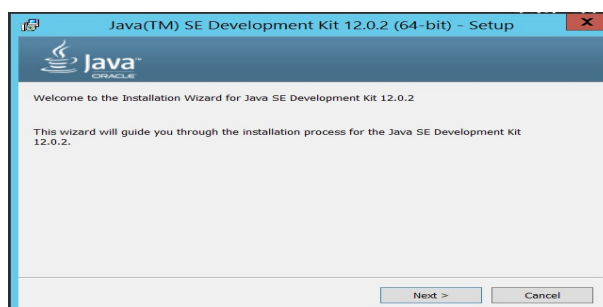 Java(TM) SE Development Kit 12.0.2 (64-bit) - Setup
X
Java™
ORACLE
Welcome to the Installation Wizard for Java SE Development Kit 12.0.2
This wizard will guide you through the installation process for the Java SE Development Kit
12.0.2.
Next >
Cancel